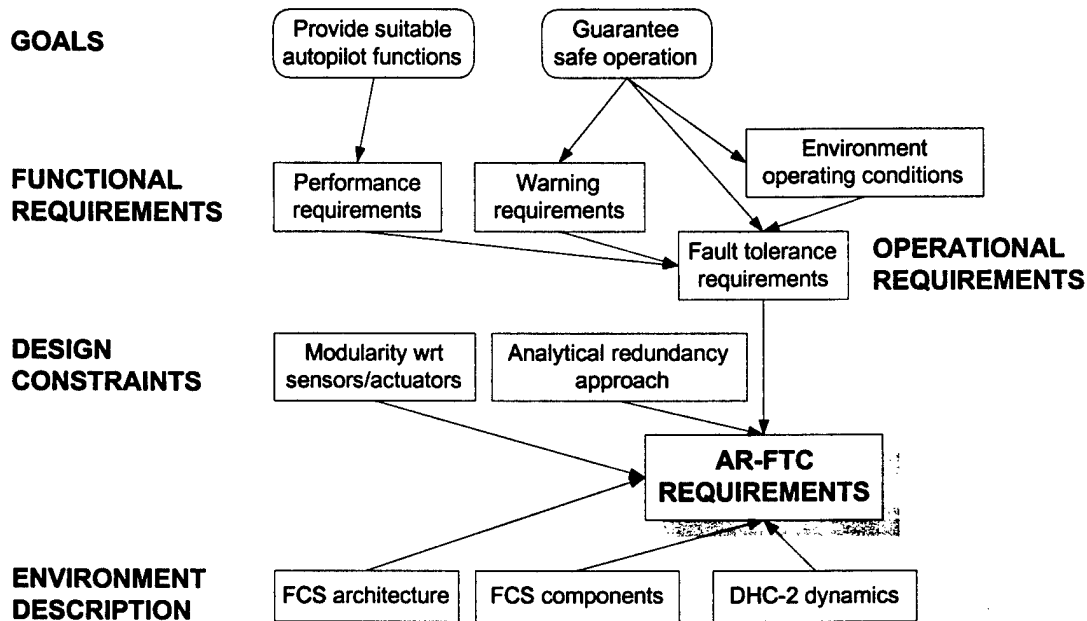 GOALS
Provide suitable
autopilot functions
Guarantee
safe operation
FUNCTIONAL
REQUIREMENTS
Performance
requirements
Warning
requirements
Environment
operating conditions
Fault tolerance
requirements
OPERATIONAL
REQUIREMENTS
DESIGN
CONSTRAINTS
Modularity wrt
sensors/actuators
Analytical redundancy
approach
AR-FTC
REQUIREMENTS
ENVIRONMENT
DESCRIPTION
FCS architecture
FCS components
DHC-2 dynamics